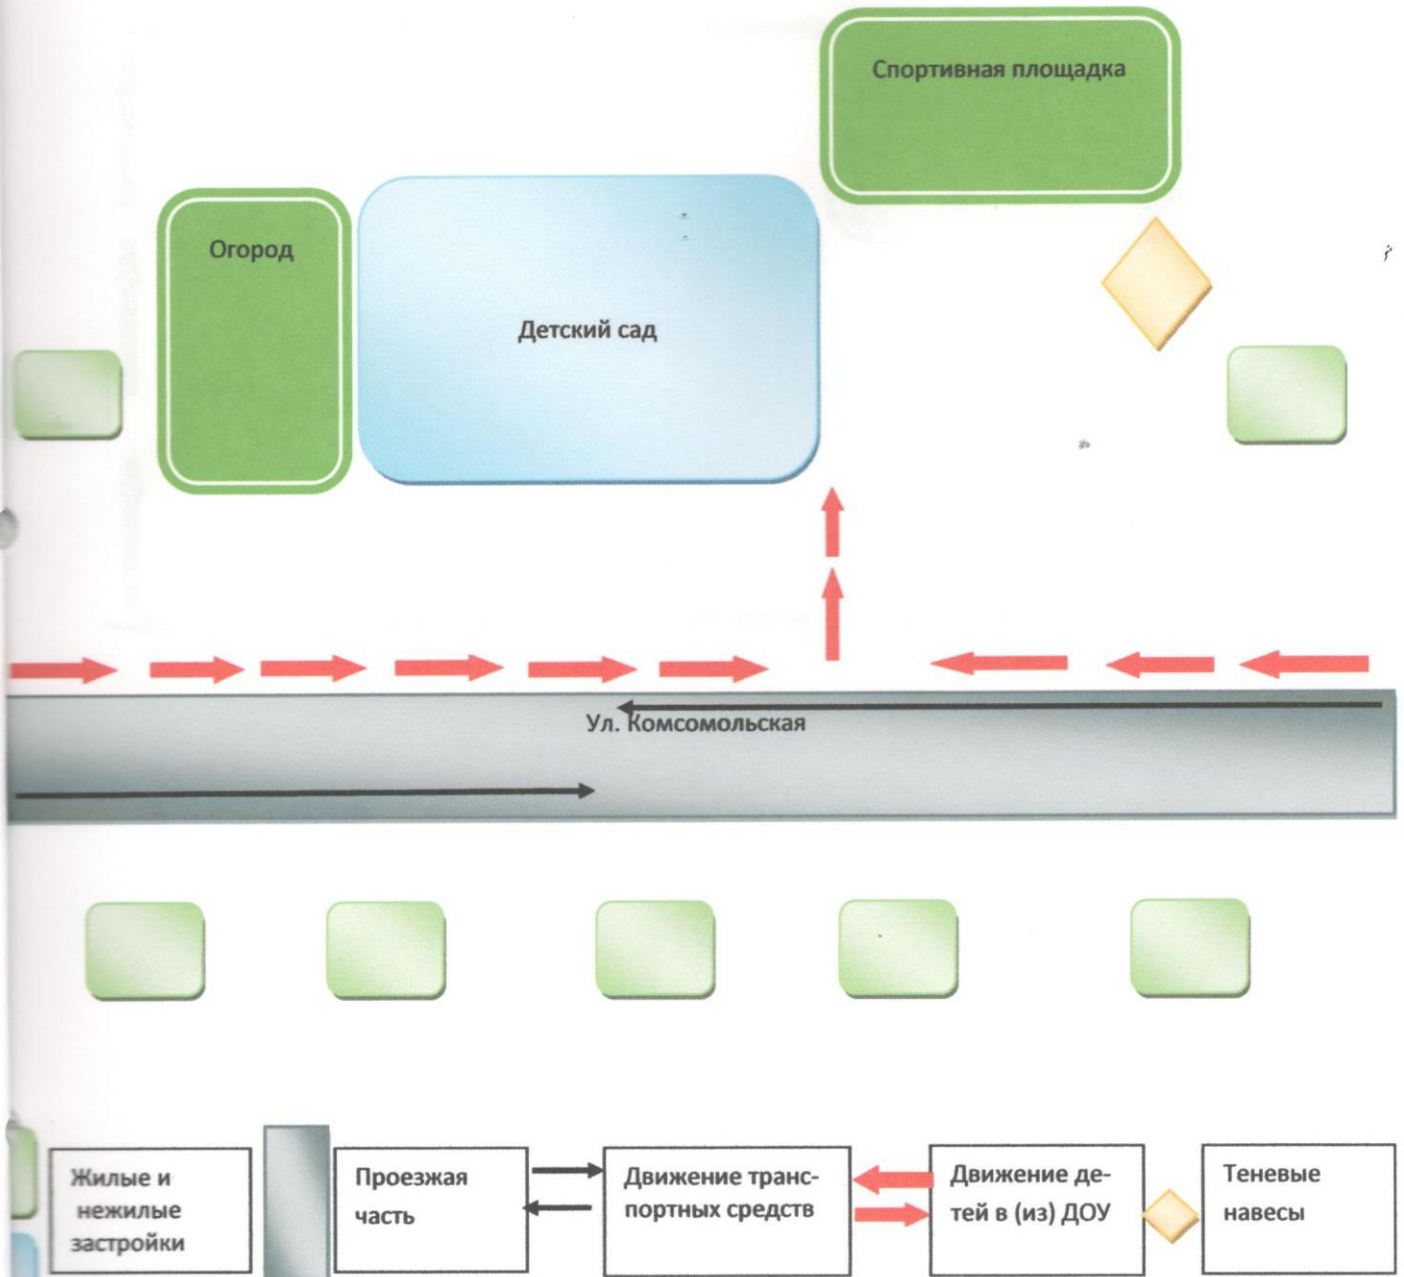 Спортивная площадка
Огород
Детский сад
Ул. Комсомольская
Жилые и
нежилые
застройки
Проезжая
часть
Движение транс-
портных средств
Движение де-
тей в (из) ДОУ
Теневые
навесы